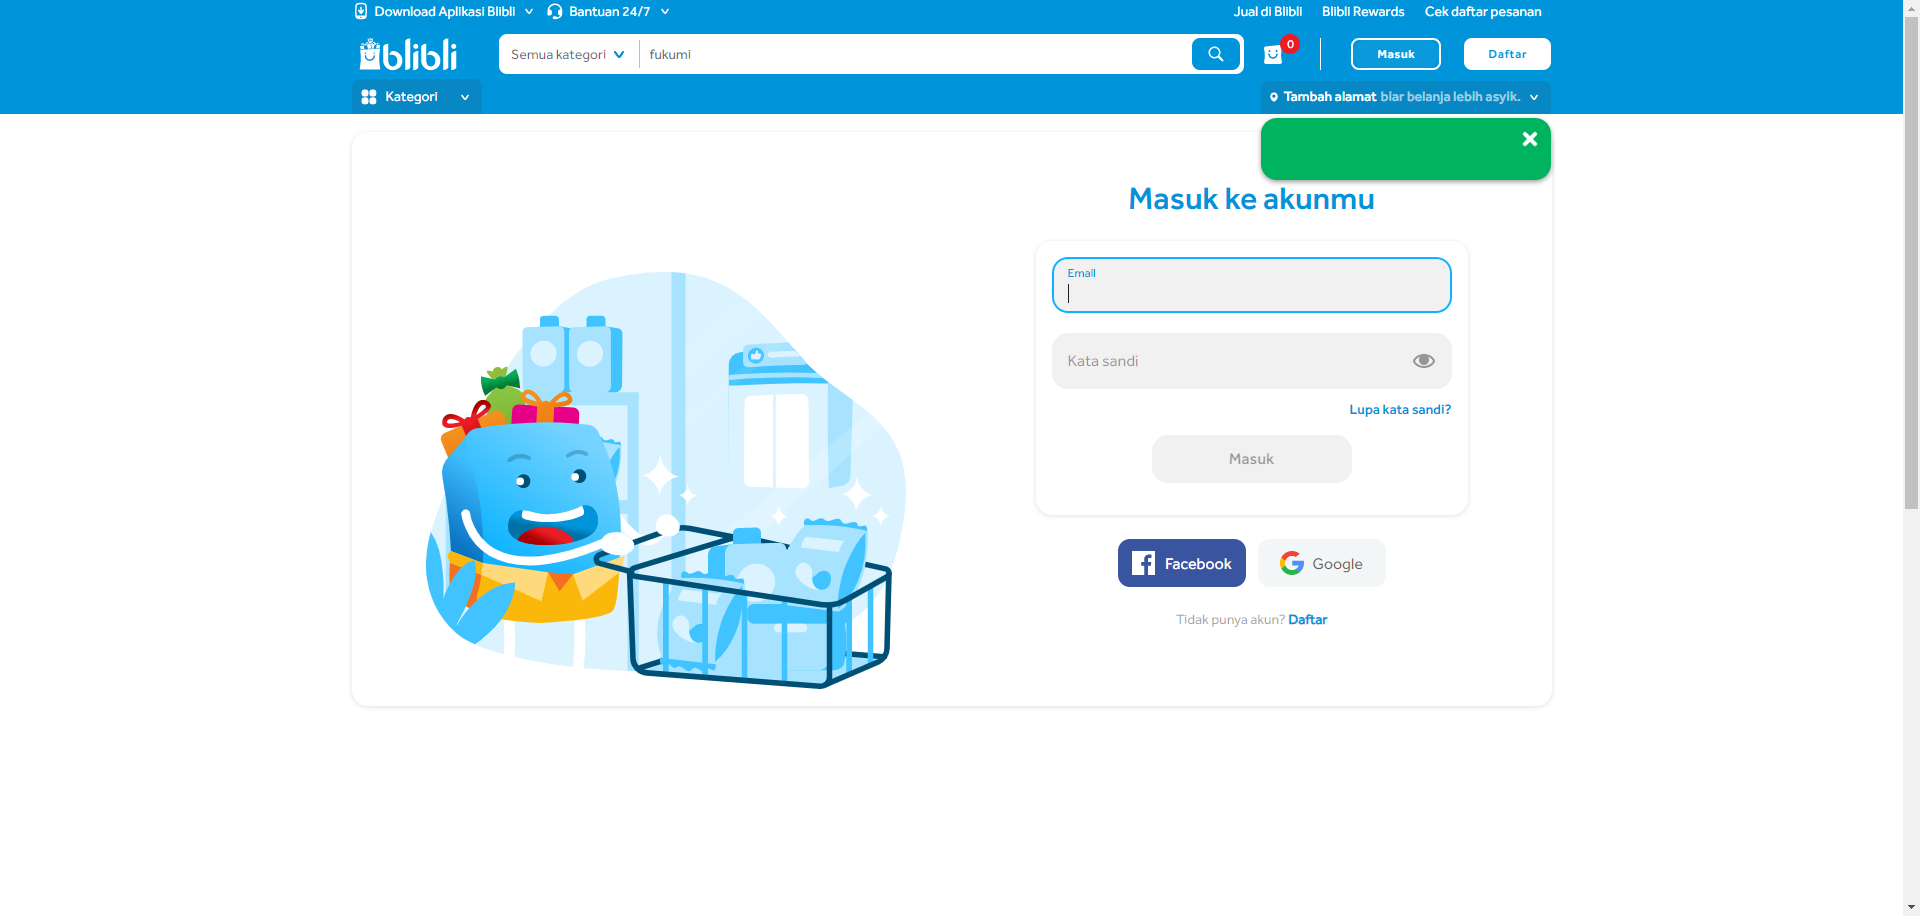 Download Aplikasi Blibli
Bantuan 24/7
Jual di Blibli
Blibli Rewards
Cek daftar pesanan
blibli
Semua kategori
fukumi
0
Masuk
Daftar
Kategori
Tambah alamat biar belanja lebih asyik.
Masuk ke akunmu
Email
Kata sandi
Lupa kata sandi?
Masuk
Facebook
Google
Tidak punya akun? Daftar